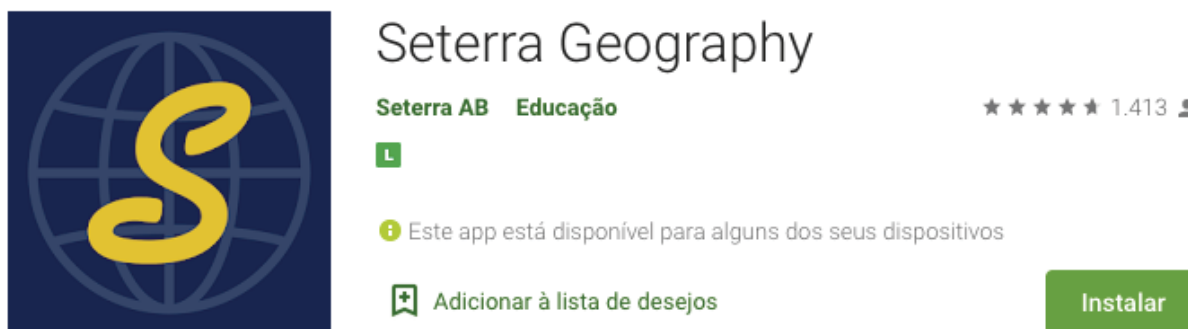 S
Seterra Geography
Seterra AB Educação 1.413
L
Este app está disponível para alguns dos seus dispositivos
Adicionar à lista de desejos
Instalar